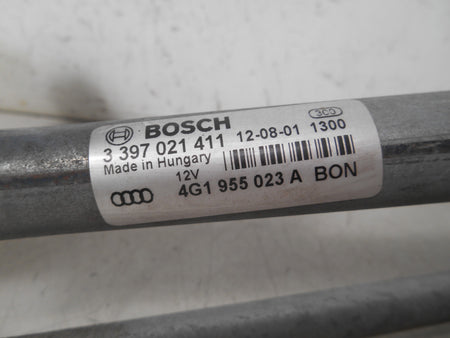 BOSCH 12-08-01 1300
3 397 021 411
Made in Hungary
12V
4G1 955 023 A BON